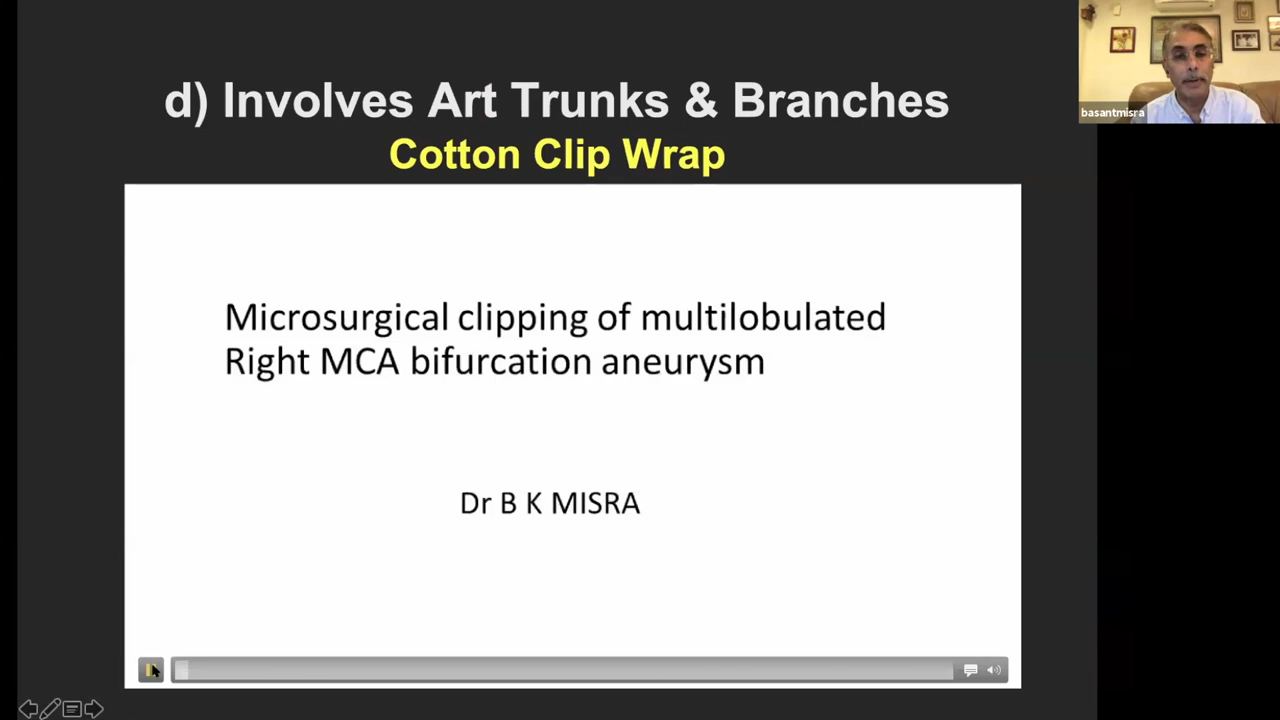 d) Involves Art Trunks & Branches
Cotton Clip Wrap
basantmisra
Microsurgical clipping of multilobulated
Right MCA bifurcation aneurysm
Dr B K MISRA